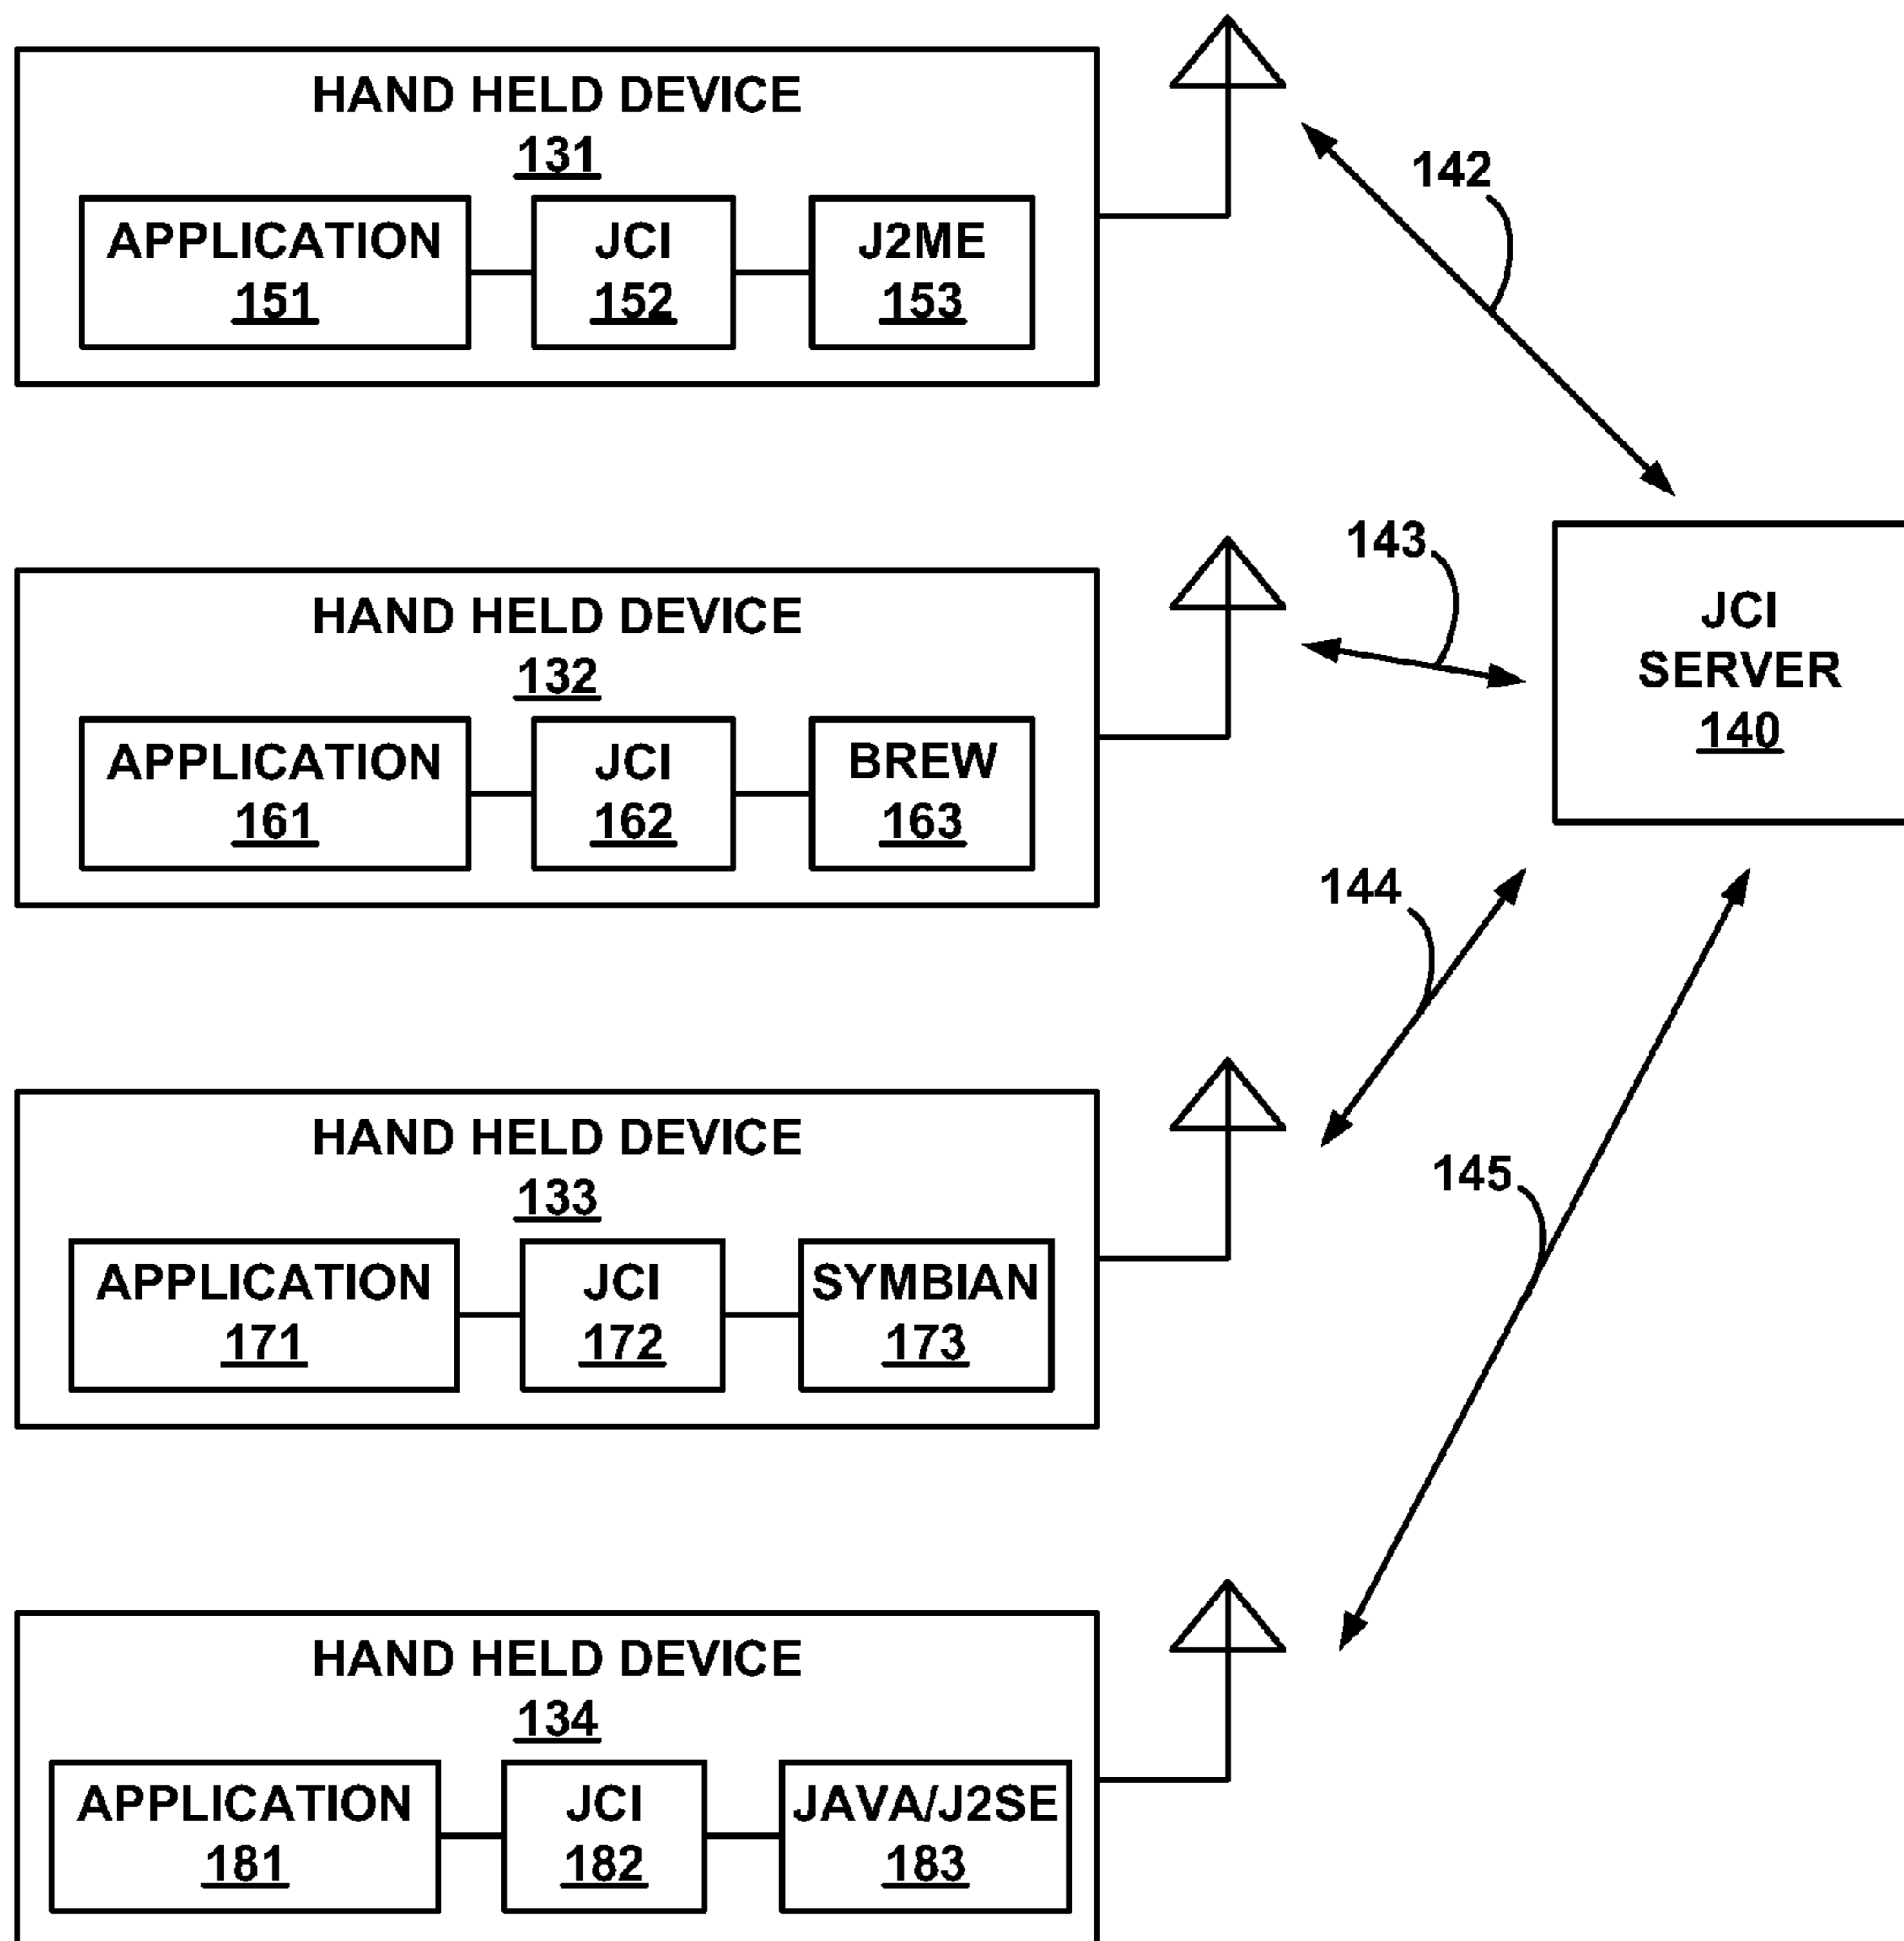 HAND HELD DEVICE
131
APPLICATION
151
JCI
152
J2ME
153
142
HAND HELD DEVICE
132
APPLICATION
161
JCI
162
BREW
163
143
JCI
SERVER
140
144
HAND HELD DEVICE
133
APPLICATION
171
JCI
172
SYMBIAN
173
145
HAND HELD DEVICE
134
APPLICATION
181
JCI
182
JAVA/J2SE
183